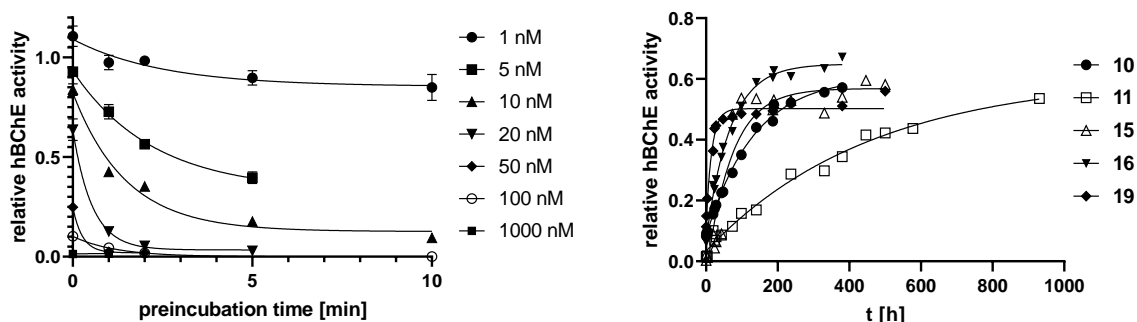 relative hBChE activity
1.0
0.5
0.0
0
5
10
preincubation time [min]
1 nM
5 nM
10 nM
20 nM
50 nM
100 nM
1000 nM
relative hBChE activity
0.8
0.6
0.4
0.2
0.0
0
200
400
600
800
1000
t [h]
10
11
15
16
19